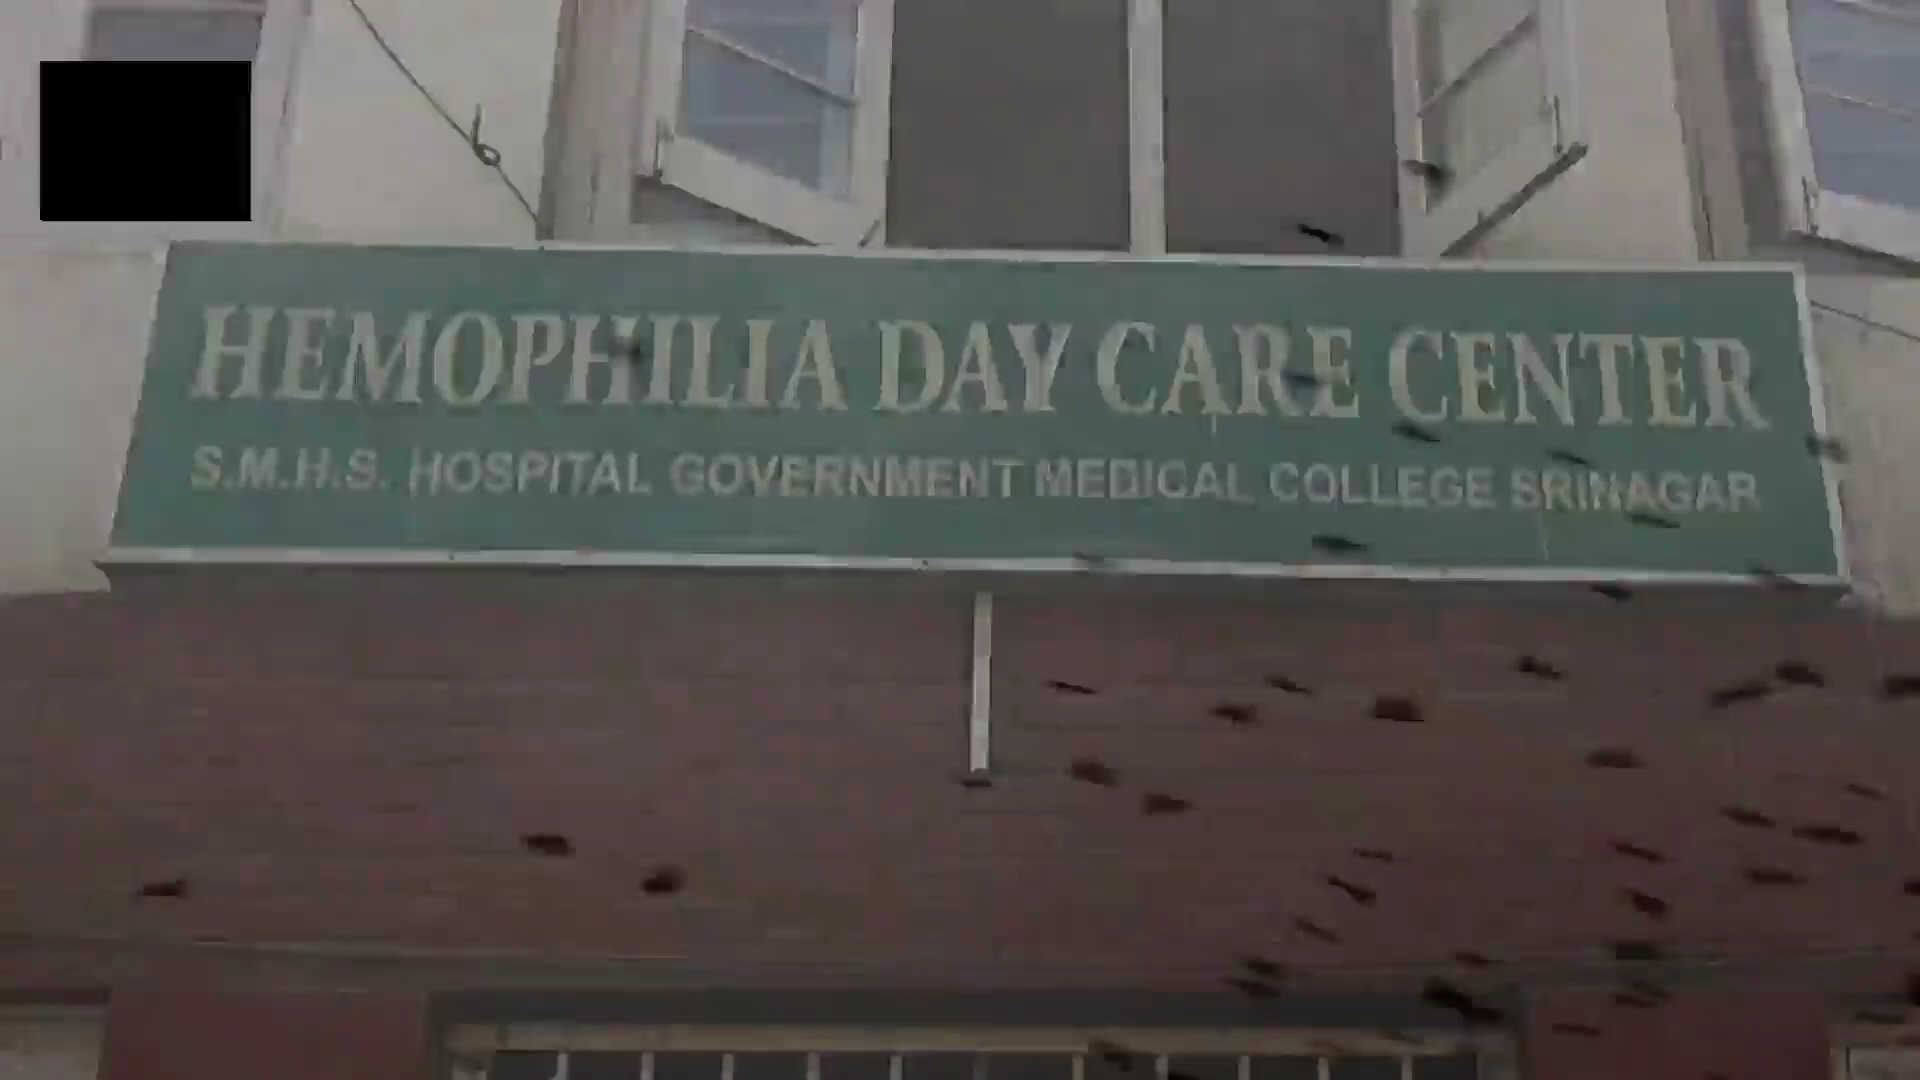 HEMOPHILIA DAY CARE CENTER
S.M.H.S. HOSPITAL GOVERNMENT MEDICAL COLLEGE SRINAGAR